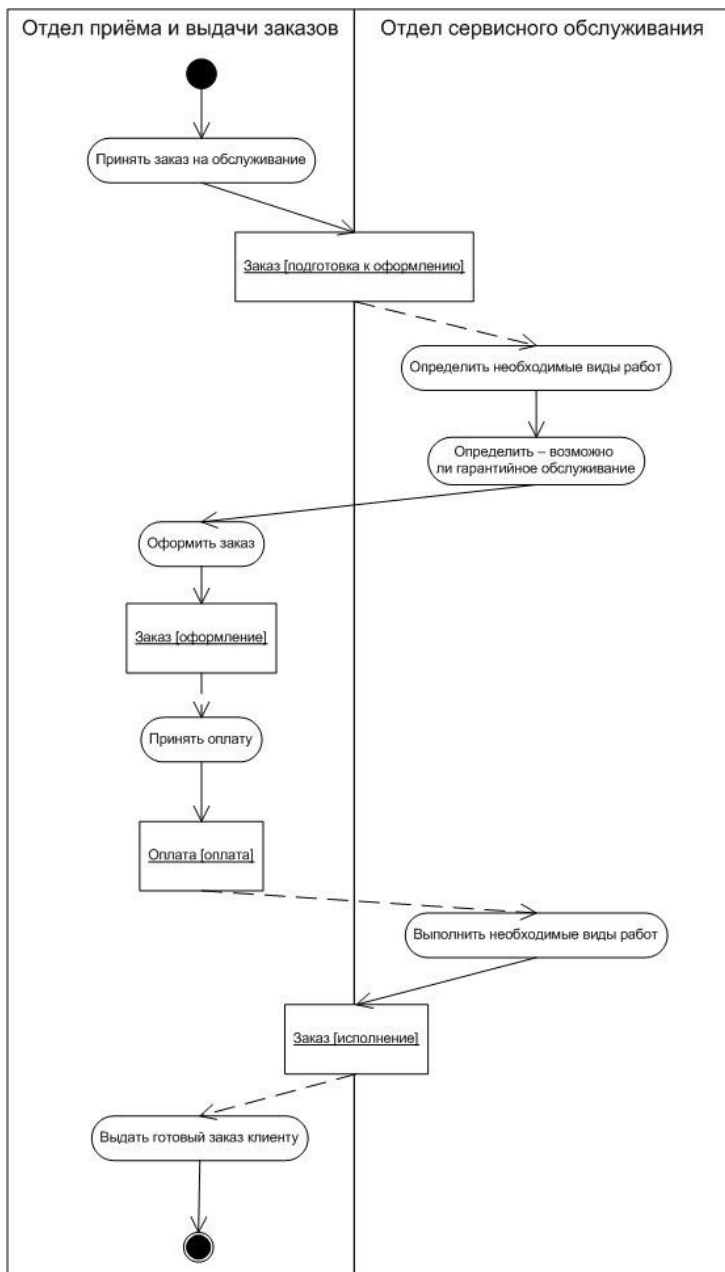 Отдел приёма и выдачи заказов
Отдел сервисного обслуживания
Принять заказ на обслуживание
Заказ [подготовка к оформлению]
Определить необходимые виды работ
Определить – возможно
ли гарантийное обслуживание
Оформить заказ
Заказ [оформление]
Принять оплату
Оплата [оплата]
Выполнить необходимые виды работ
Заказ [исполнение]
Выдать готовый заказ клиенту